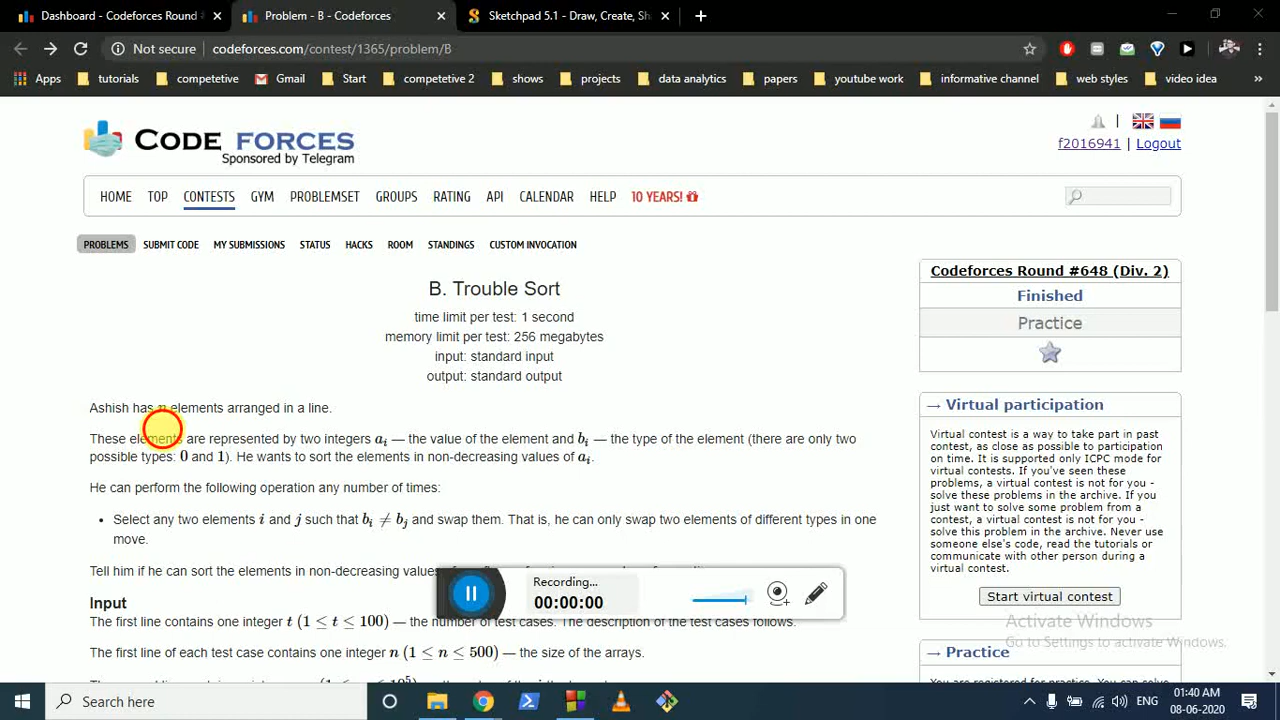 Dashboard - Codeforces Round
Problem - B - Codeforces
Sketchpad 5.1 - Draw, Create, Sh
Not secure
codeforces.com/contest/1365/problem/B
Apps
tutorials
competetive
Gmail
Start
competetive 2
shows
projects
data analytics
papers
youtube work
informative channel
web styles
video idea
»
CODE FORCES
Sponsored by Telegram
f2016941 | Logout
HOME TOP CONTESTS GYM PROBLEMSET GROUPS RATING API CALENDAR HELP 10 YEARS!
PROBLEMS SUBMIT CODE MY SUBMISSIONS STATUS HACKS ROOM STANDINGS CUSTOM INVOCATION
B. Trouble Sort
time limit per test: 1 second
memory limit per test: 256 megabytes
input: standard input
output: standard output
Ashish has n elements arranged in a line.
These elements are represented by two integers aᵢ — the value of the element and bᵢ — the type of the element (there are only two
possible types: 0 and 1). He wants to sort the elements in non-decreasing values of aᵢ.
He can perform the following operation any number of times:
• Select any two elements i and j such that bᵢ ≠ bⱼ and swap them. That is, he can only swap two elements of different types in one
move.
Tell him if he can sort the elements in non-decreasing values
Input
The first line contains one integer t (1 ≤ t ≤ 100) — the number of test cases. The description of the test cases follows.
The first line of each test case contains one integer n (1 ≤ n ≤ 500) — the size of the arrays.
Codeforces Round #648 (Div. 2)
Finished
Practice
→ Virtual participation
Virtual contest is a way to take part in past
contest, as close as possible to participation
on time. It is supported only ICPC mode for
virtual contests. If you've seen these
problems, a virtual contest is not for you -
solve these problems in the archive. If you
just want to solve some problem from a
contest, a virtual contest is not for you -
solve this problem in the archive. Never use
someone else's code, read the tutorials or
communicate with other person during a
virtual contest.
Start virtual contest
→ Practice
Recording...
00:00:00
Activate Windows
Go to Settings to activate Windows.
Type here to search
ENG
01:40 AM
08-06-2020